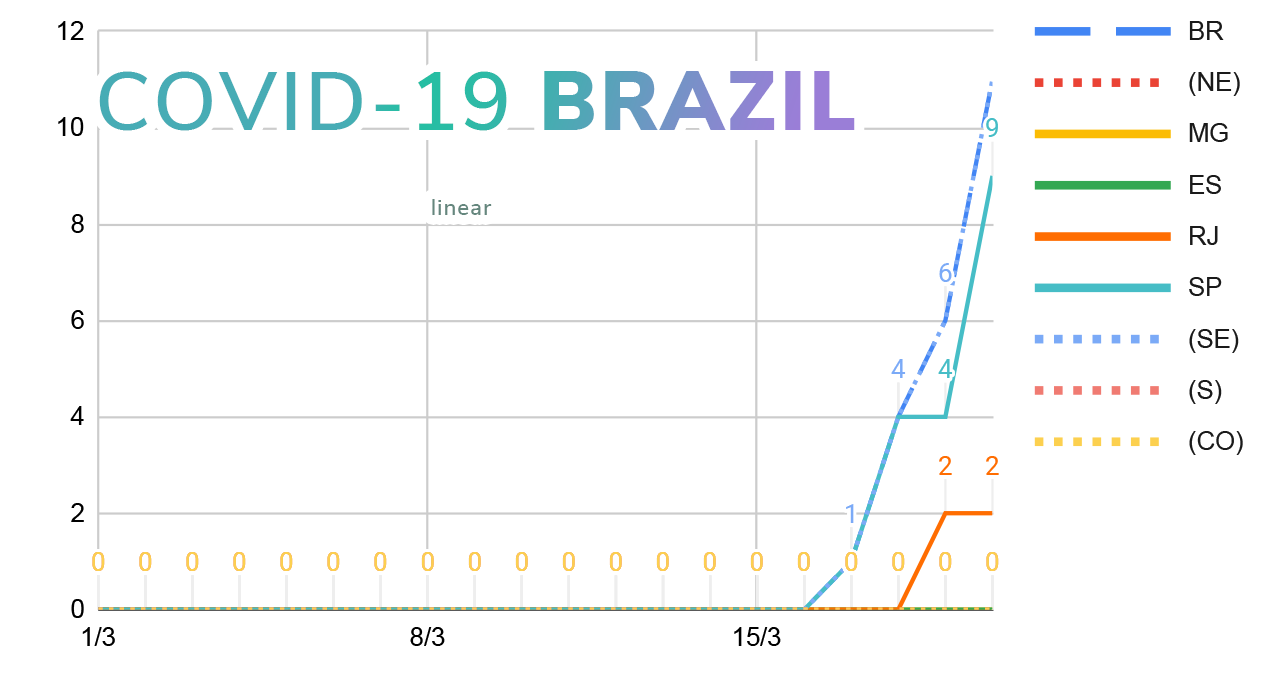 12
COVID-19 BRAZIL
10
linear
8
6
4
2
0
9
6
4
4
2
2
1
0 0 0 0 0 0 0 0 0 0 0 0 0 0 0 0 0 0 0 0
1/3 8/3 15/3
BR
(NE)
MG
ES
RJ
SP
(SE)
(S)
(CO)